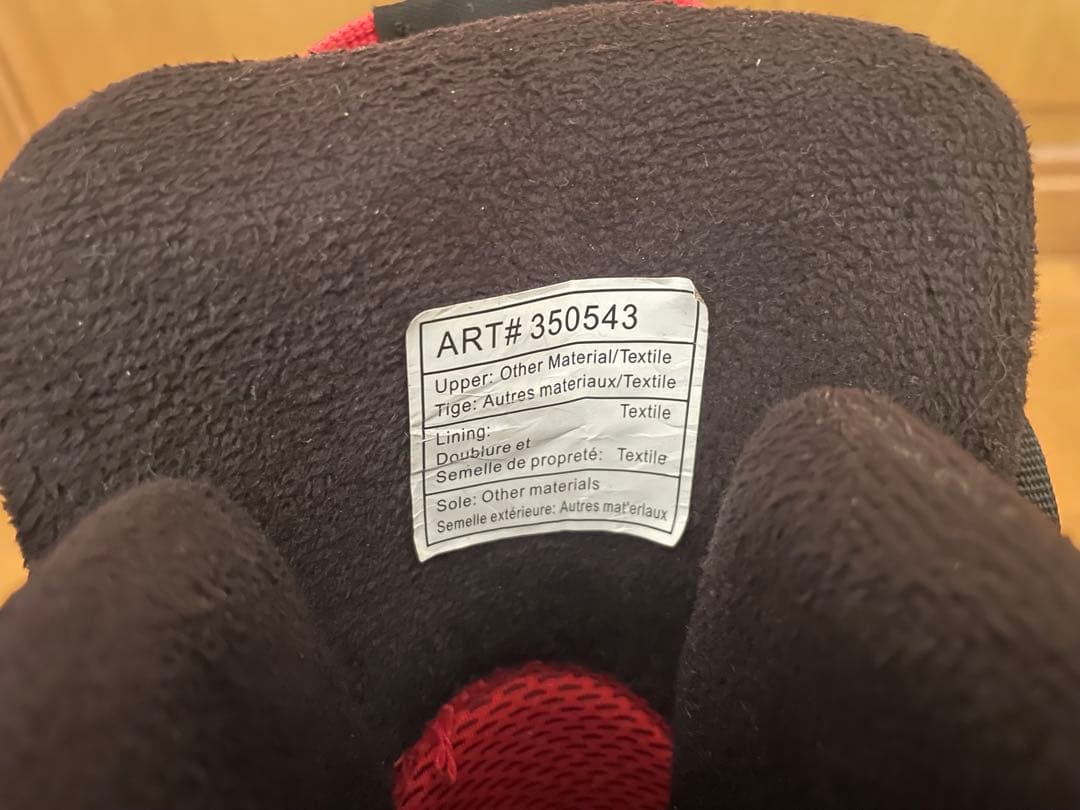 ART# 350543
Upper: Other Material/Textile
Tige: Autres materiaux/Textile
Lining: Textile
Doublure et
Semelle de propreté: Textile
Sole: Other materials
Semelle extérieure: Autres mat'eriaux